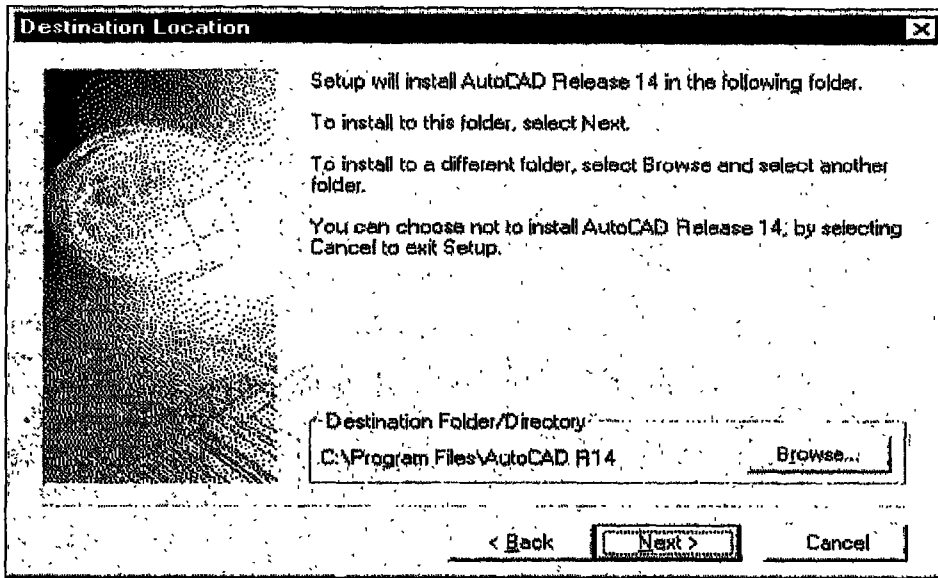 Destination Location
Setup will install AutoCAD Release 14 in the following folder.
To install to this folder, select Next.
To install to a different folder, select Browse and select another
folder.
You can choose not to install AutoCAD Release 14, by selecting
Cancel to exit Setup.
Destination Folder/Directory
C:\Program Files\AutoCAD R14
Browse...
< Back
Next >
Cancel